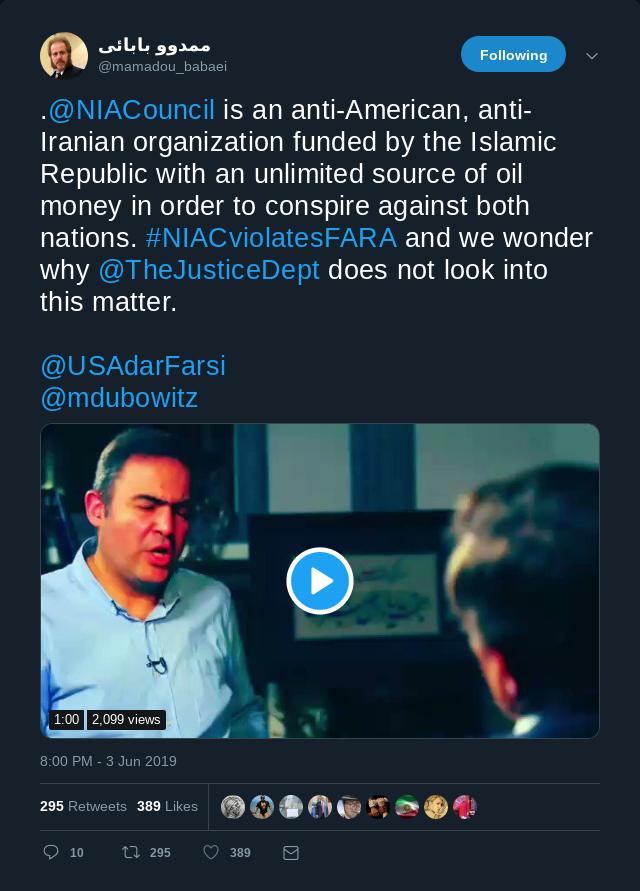 ممدوو بابائی
@mamadou_babaei
Following
.@NIACouncil is an anti-American, anti-
Iranian organization funded by the Islamic
Republic with an unlimited source of oil
money in order to conspire against both
nations. #NIACviolatesFARA and we wonder
why @TheJusticeDept does not look into
this matter.
@USAdarFarsi
@mdubowitz
1:00 2,099 views
8:00 PM - 3 Jun 2019
295 Retweets 389 Likes
10 295 389